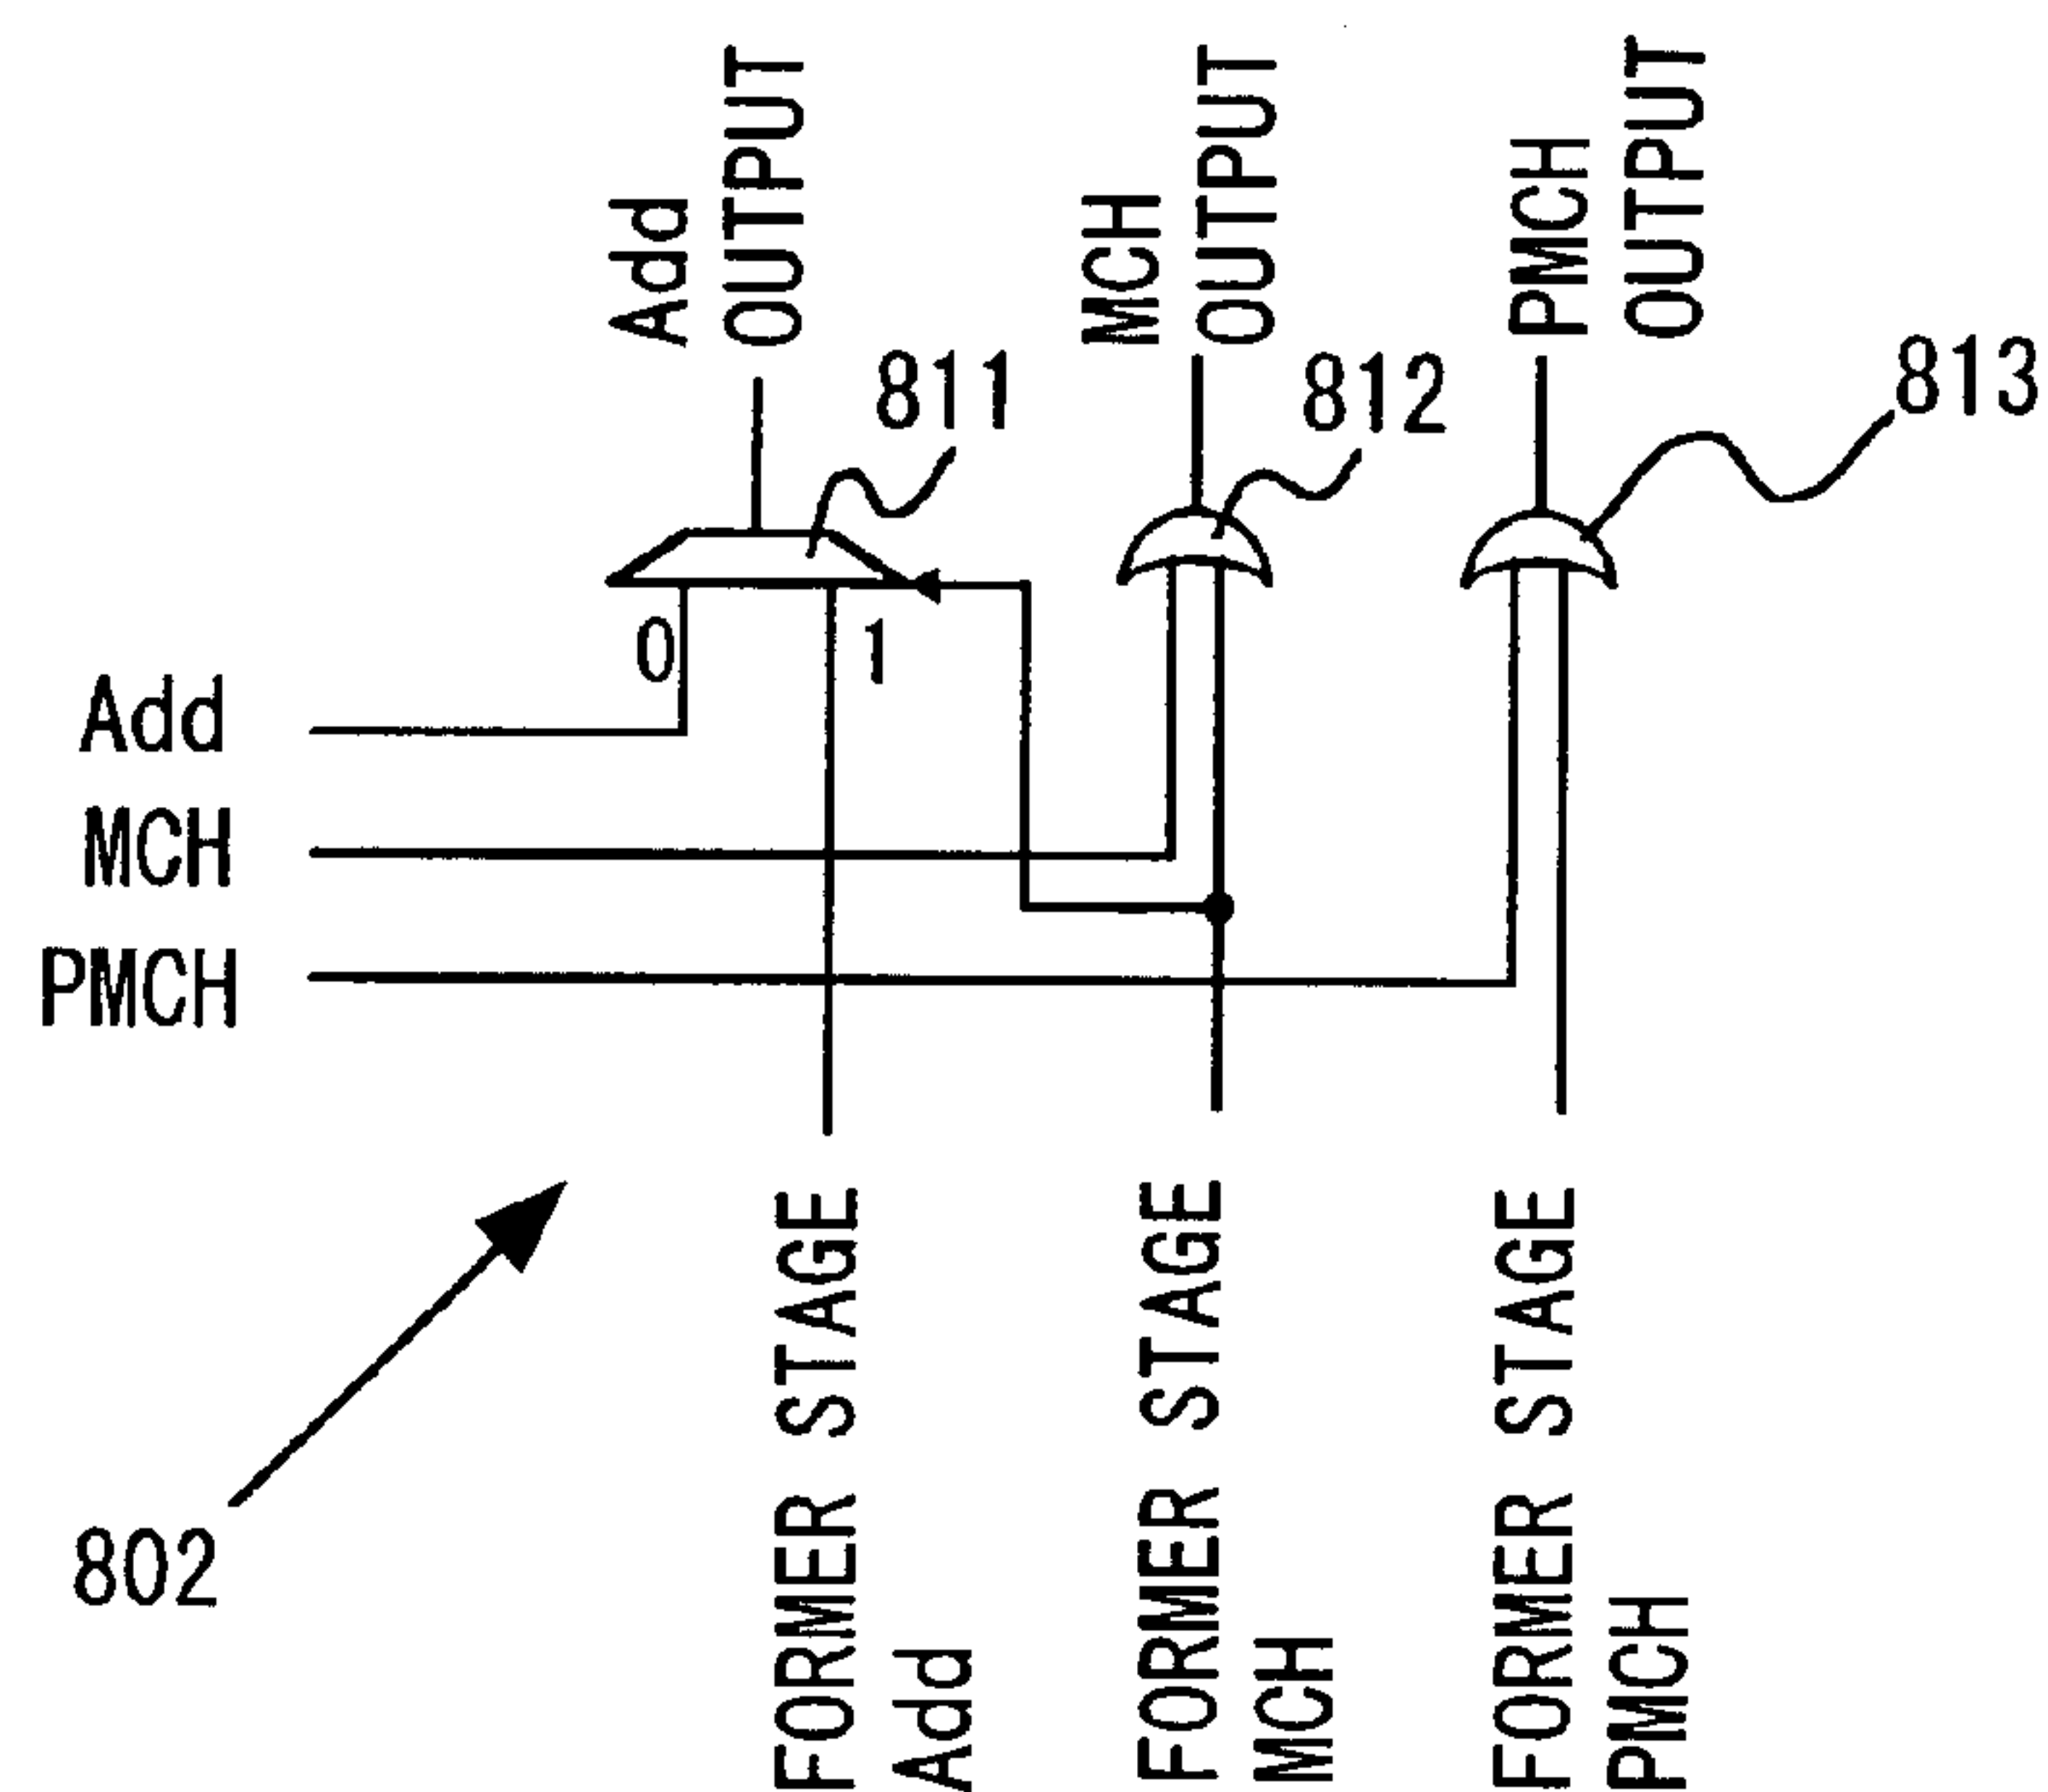 Add
OUTPUT
MCH
OUTPUT
PMCH
OUTPUT
811
812
813
0
1
Add
MCH
PMCH
802
FORMER STAGE
Add
FORMER STAGE
MCH
FORMER STAGE
PMCH